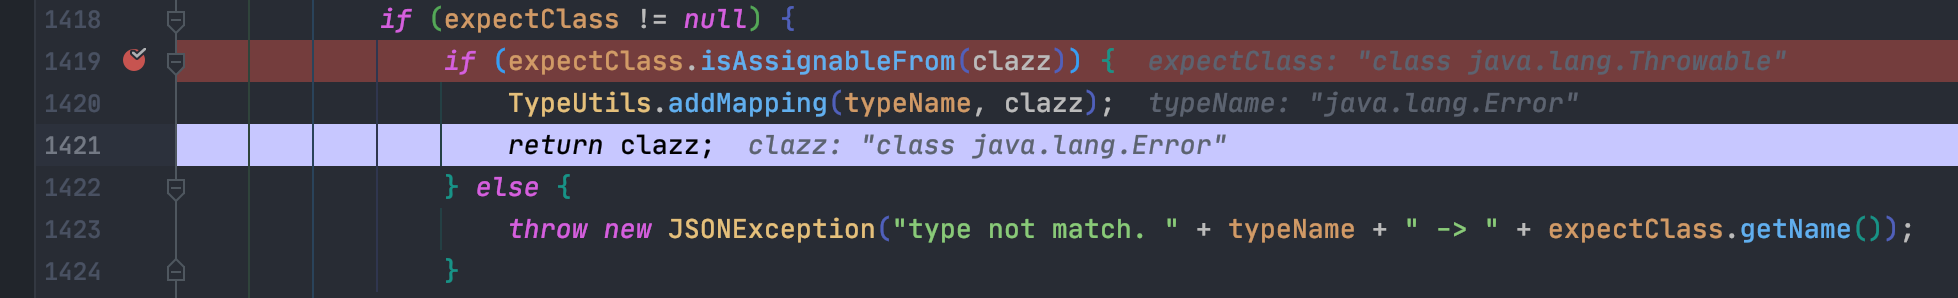 1418 if (expectClass != null) {
1419 if (expectClass.isAssignableFrom(clazz)) { expectClass: "class java.lang.Throwable"
1420 TypeUtils.addMapping(typeName, clazz); typeName: "java.lang.Error"
1421 return clazz; clazz: "class java.lang.Error"
1422 } else {
1423 throw new JSONException("type not match. " + typeName + " -> " + expectClass.getName());
1424 }